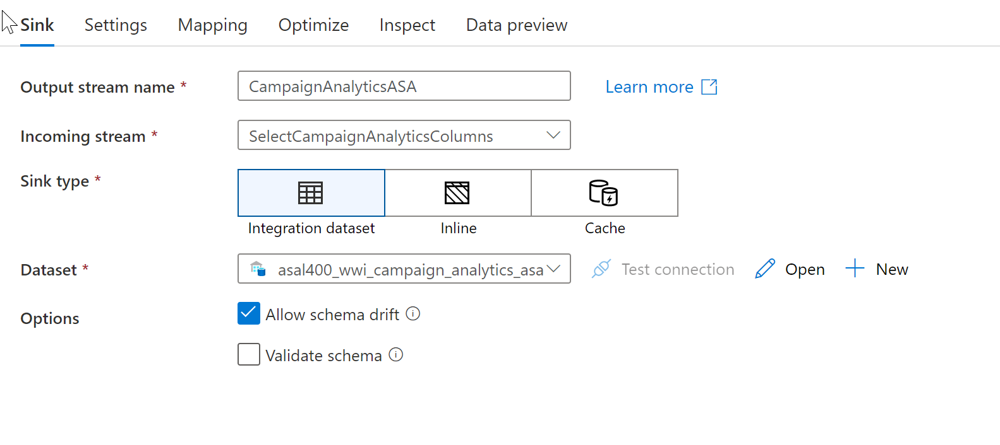 Sink Settings Mapping Optimize Inspect Data preview
Output stream name * CampaignAnalyticsASA Learn more
Incoming stream * SelectCampaignAnalyticsColumns
Sink type *
Integration dataset Inline Cache
Dataset * asal400_wwi_campaign_analytics_asa Test connection Open New
Options Allow schema drift
Validate schema